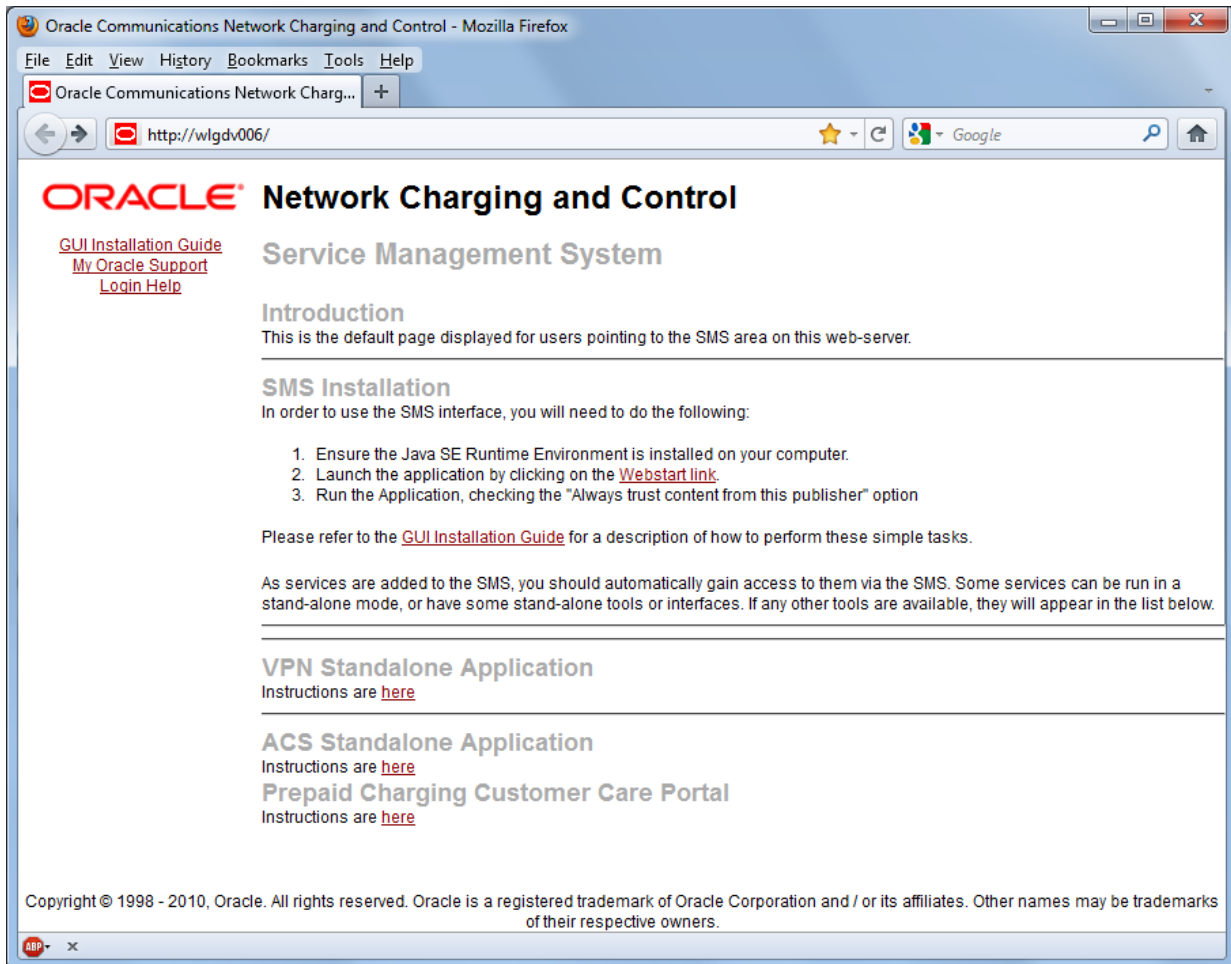 Oracle Communications Network Charging and Control - Mozilla Firefox
File Edit View History Bookmarks Tools Help
Oracle Communications Network Charg... +
http://wlgdv006/ Google
ORACLE Network Charging and Control
GUI Installation Guide
My Oracle Support
Login Help
Service Management System
Introduction
This is the default page displayed for users pointing to the SMS area on this web-server.
SMS Installation
In order to use the SMS interface, you will need to do the following:
1. Ensure the Java SE Runtime Environment is installed on your computer.
2. Launch the application by clicking on the Webstart link.
3. Run the Application, checking the "Always trust content from this publisher" option
Please refer to the GUI Installation Guide for a description of how to perform these simple tasks.
As services are added to the SMS, you should automatically gain access to them via the SMS. Some services can be run in a
stand-alone mode, or have some stand-alone tools or interfaces. If any other tools are available, they will appear in the list below.
VPN Standalone Application
Instructions are here
ACS Standalone Application
Instructions are here
Prepaid Charging Customer Care Portal
Instructions are here
Copyright © 1998 - 2010, Oracle. All rights reserved. Oracle is a registered trademark of Oracle Corporation and / or its affiliates. Other names may be trademarks
of their respective owners.
ABP x